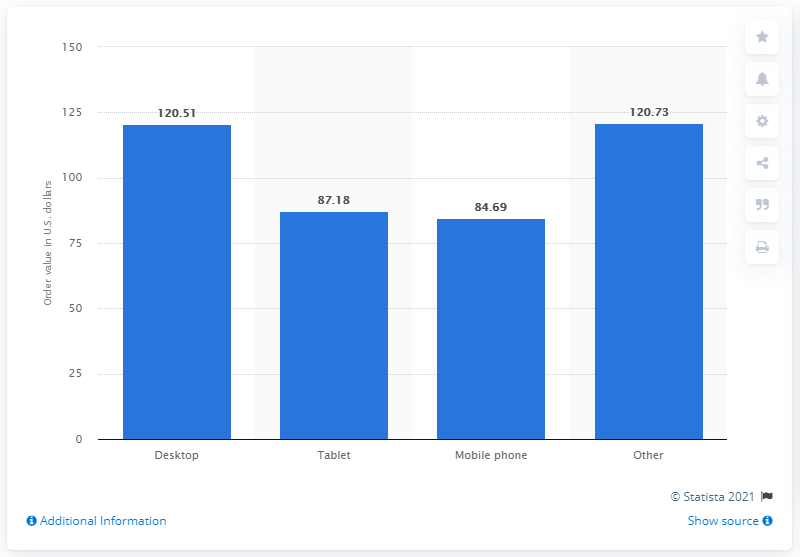 150
125
100
75
50
25
0
Order value in U.S. dollars
120.51
87.18
84.69
120.73
Desktop
Tablet
Mobile phone
Other
© Statista 2021
Additional Information
Show source